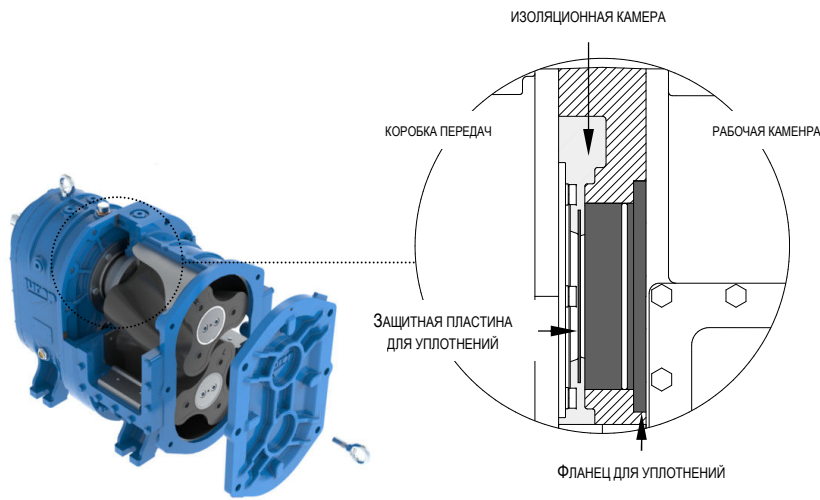 ИЗОЛЯЦИОННАЯ КАМЕРА
КОРОБКА ПЕРЕДАЧ
РАБОЧАЯ КАМЕНРА
ЗАЩИТНАЯ ПЛАСТИНА
ДЛЯ УПЛОТНЕНИЙ
ФЛАНЕЦ ДЛЯ УПЛОТНЕНИЙ